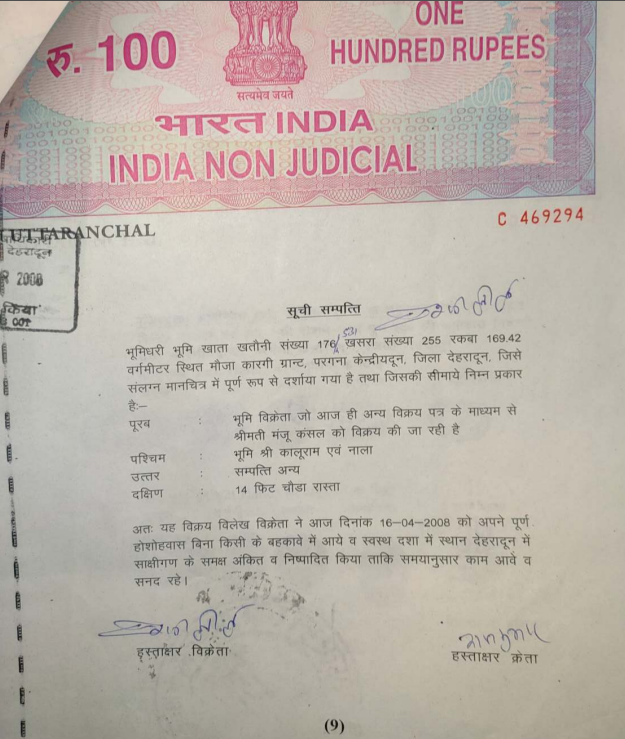 रु. 100
ONE
HUNDRED RUPEES
सत्यमेव जयते
भारत INDIA
INDIA NON JUDICIAL
UTTARANCHAL
C 469294
देहरादून
2008
किया
सूची सम्पत्ति
531
भूमिधरी भूमि खाता खतौनी संख्या 176/ खसरा संख्या 255 रकबा 169.42
वर्गमीटर स्थित मौजा कारगी ग्रान्ट, परगना केन्द्रीयदून, जिला देहरादून, जिसे
संलग्न मानचित्र में पूर्ण रूप से दर्शाया गया है तथा जिसकी सीमाये निम्न प्रकार
है:–
पूरब : भूमि विक्रेता जो आज ही अन्य विक्रय पत्र के माध्यम से
श्रीमती मंजू कंसल को विक्रय की जा रही है
पश्चिम : भूमि श्री कालूराम एवं नाला
उत्तर : सम्पत्ति अन्य
दक्षिण : 14 फिट चौडा रास्ता
अतः यह विक्रय विलेख विक्रेता ने आज दिनांक 16-04-2008 को अपने पूर्ण
होशोहवास बिना किसी के बहकावे में आये व स्वस्थ दशा में स्थान देहरादून में
साक्षीगण के समक्ष अंकित व निष्पादित किया ताकि समयानुसार काम आवे व
सनद रहे।
हस्ताक्षर विक्रेता
हस्ताक्षर क्रेता
(9)